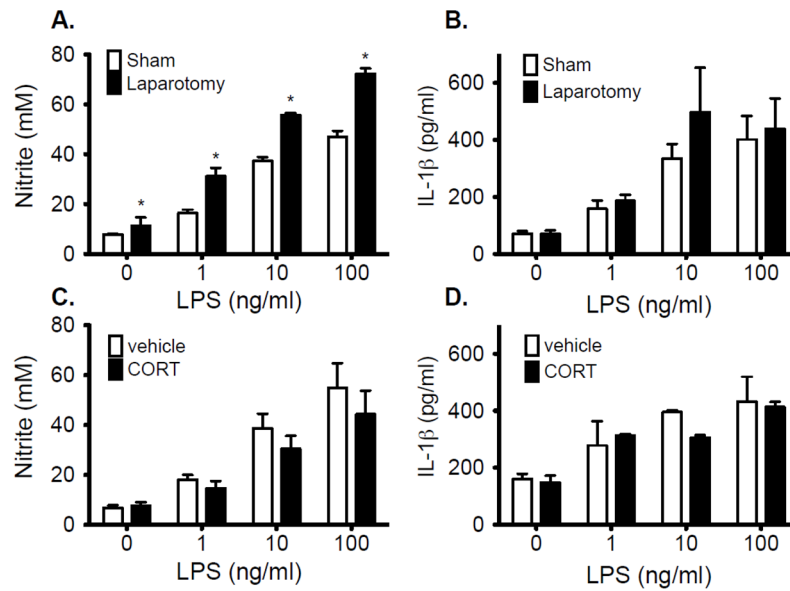 A.
Nitrite (mM)
80
60
40
20
0
Sham
Laparotomy
*
*
*
*
0 1 10 100
LPS (ng/ml)
B.
IL-1β (pg/ml)
600
400
200
0
Sham
Laparotomy
0 1 10 100
LPS (ng/ml)
C.
Nitrite (mM)
80
60
40
20
0
vehicle
CORT
0 1 10 100
LPS (ng/ml)
D.
IL-1β (pg/ml)
600
400
200
0
vehicle
CORT
0 1 10 100
LPS (ng/ml)